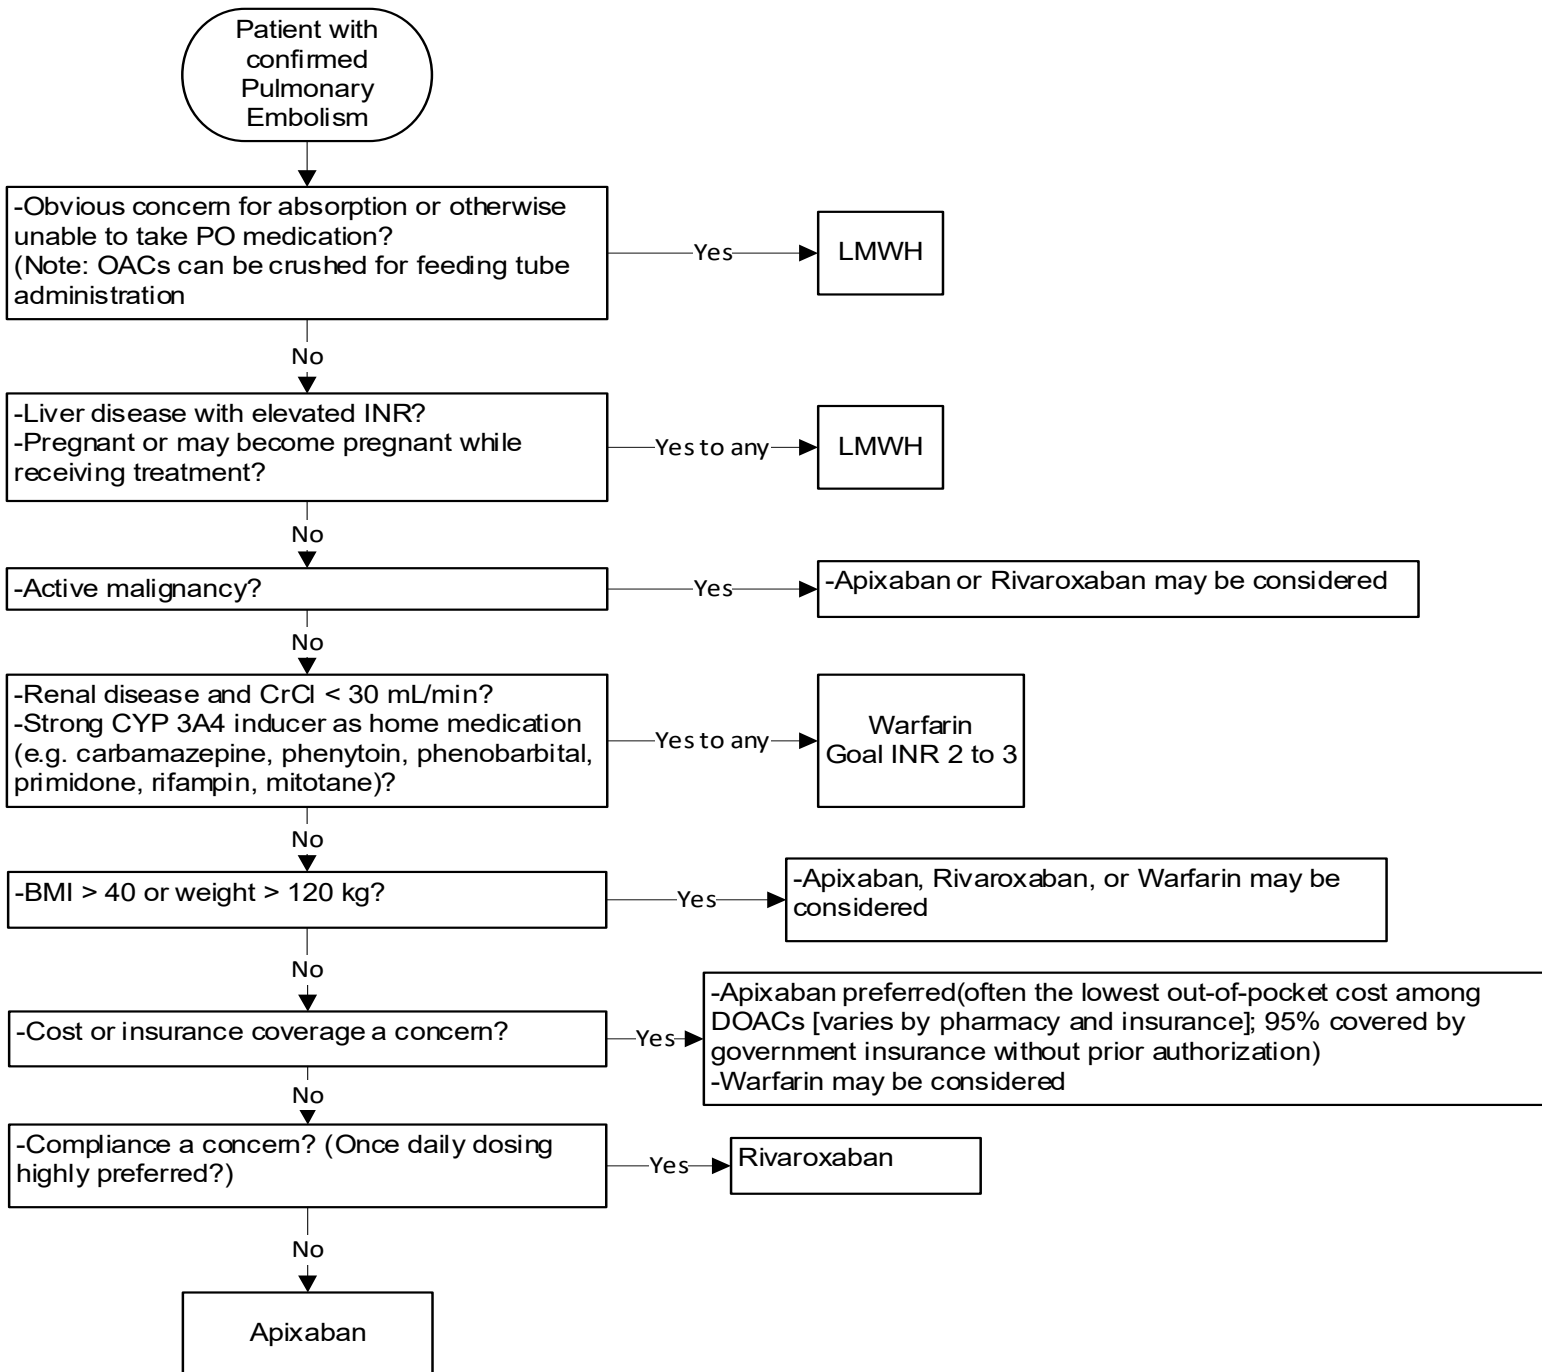 Patient with
confirmed
Pulmonary
Embolism
-Obvious concern for absorption or otherwise
unable to take PO medication?
(Note: OACs can be crushed for feeding tube
administration
Yes
LMWH
No
-Liver disease with elevated INR?
-Pregnant or may become pregnant while
receiving treatment?
Yes to any
LMWH
No
-Active malignancy?
Yes
-Apixaban or Rivaroxaban may be considered
No
-Renal disease and CrCl < 30 mL/min?
-Strong CYP 3A4 inducer as home medication
(e.g. carbamazepine, phenytoin, phenobarbital,
primidone, rifampin, mitotane)?
Yes to any
Warfarin
Goal INR 2 to 3
No
-BMI > 40 or weight > 120 kg?
Yes
-Apixaban, Rivaroxaban, or Warfarin may be
considered
No
-Cost or insurance coverage a concern?
Yes
-Apixaban preferred(often the lowest out-of-pocket cost among
DOACs [varies by pharmacy and insurance]; 95% covered by
government insurance without prior authorization)
-Warfarin may be considered
No
-Compliance a concern? (Once daily dosing
highly preferred?)
Yes
Rivaroxaban
No
Apixaban